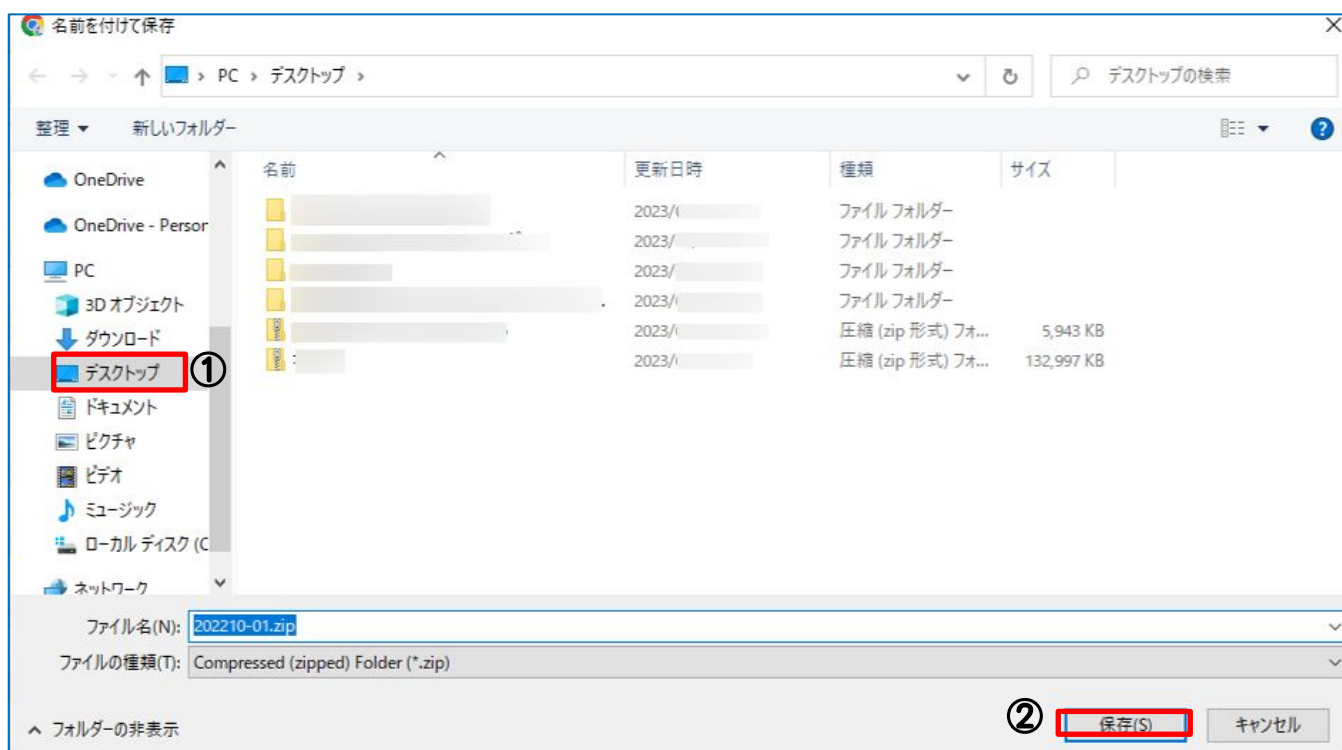 名前を付けて保存
PC › デスクトップ ›
デスクトップの検索
整理
新しいフォルダー
OneDrive
OneDrive - Person
PC
3D オブジェクト
ダウンロード
デスクトップ
①
ドキュメント
ピクチャ
ビデオ
ミュージック
ローカル ディスク (C
ネットワーク
名前 更新日時 種類 サイズ
2023/ ファイル フォルダー
2023/ ファイル フォルダー
2023/ ファイル フォルダー
2023/ ファイル フォルダー
2023/ 圧縮 (zip 形式) フォ... 5,943 KB
2023/ 圧縮 (zip 形式) フォ... 132,997 KB
ファイル名(N): 202210-01.zip
ファイルの種類(T): Compressed (zipped) Folder (*.zip)
フォルダーの非表示
② 保存(S) キャンセル